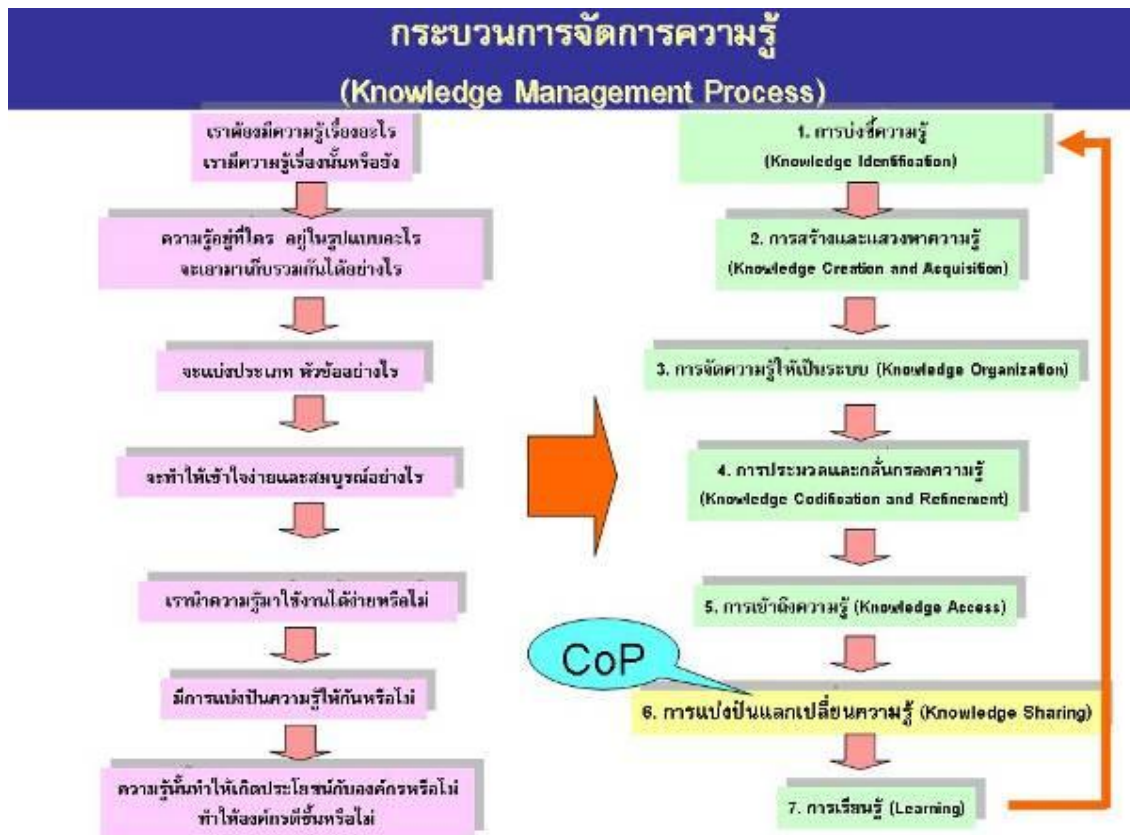 กระบวนการจัดการความรู้
(Knowledge Management Process)
เราต้องมีความรู้เรื่องอะไร
เรามีความรู้เรื่องนั้นหรือยัง
ความรู้อยู่ที่ใคร อยู่ในรูปแบบอะไร
จะเอามาเก็บรวมกันได้อย่างไร
จะแบ่งประเภท หัวข้ออย่างไร
จะทำให้เข้าใจง่ายและสมบูรณ์อย่างไร
เรานำความรู้มาใช้งานได้ง่ายหรือไม่
มีการแบ่งปันความรู้ให้กันหรือไม่
ความรู้นั้นทำให้เกิดประโยชน์กับองค์กรหรือไม่
ทำให้องค์กรดีขึ้นหรือไม่
1. การบ่งชี้ความรู้
(Knowledge Identification)
2. การสร้างและแสวงหาความรู้
(Knowledge Creation and Acquisition)
3. การจัดความรู้ให้เป็นระบบ (Knowledge Organization)
4. การประมวลและกลั่นกรองความรู้
(Knowledge Codification and Refinement)
5. การเข้าถึงความรู้ (Knowledge Access)
CoP
6. การแบ่งปันแลกเปลี่ยนความรู้ (Knowledge Sharing)
7. การเรียนรู้ (Learning)